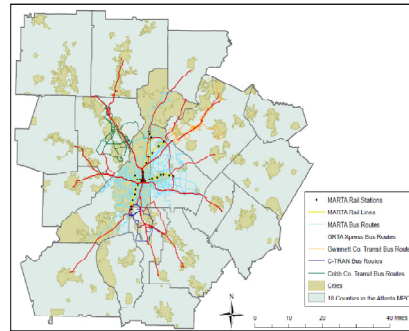 MARTA Rail Stations
MARTA Rail Lines
MARTA Bus Routes
GRTA Xpress Bus Routes
Gwinnett Co. Transit Bus Routes
C-TRAN Bus Routes
Cobb Co. Transit Bus Routes
Cities
18 Counties in the Atlanta MPO
0 5 10 20 30 40 Miles